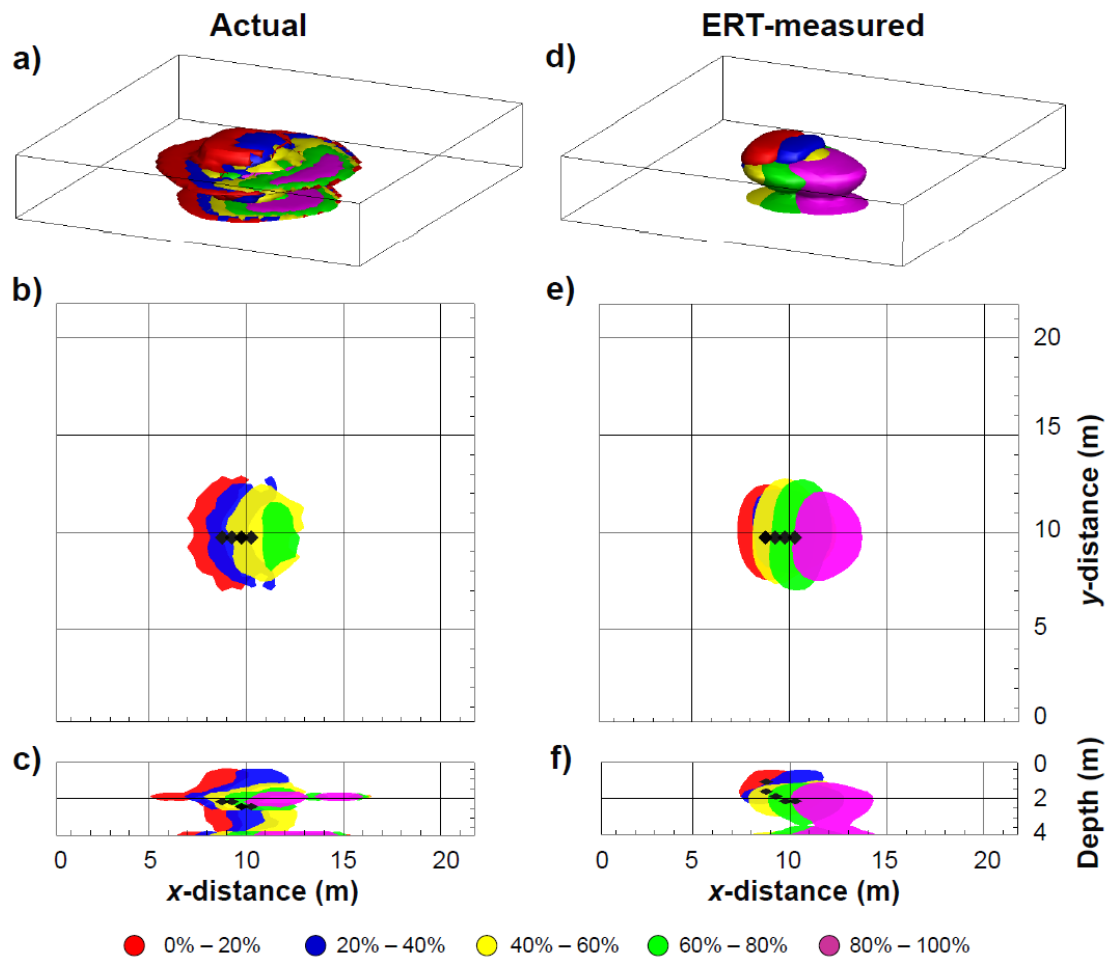 Actual
ERT-measured
a)
d)
b)
e)
20
15
10
5
0
y-distance (m)
c)
f)
0
2
4
Depth (m)
0 5 10 15 20
0 5 10 15 20
x-distance (m)
x-distance (m)
0% – 20% 20% – 40% 40% – 60% 60% – 80% 80% – 100%